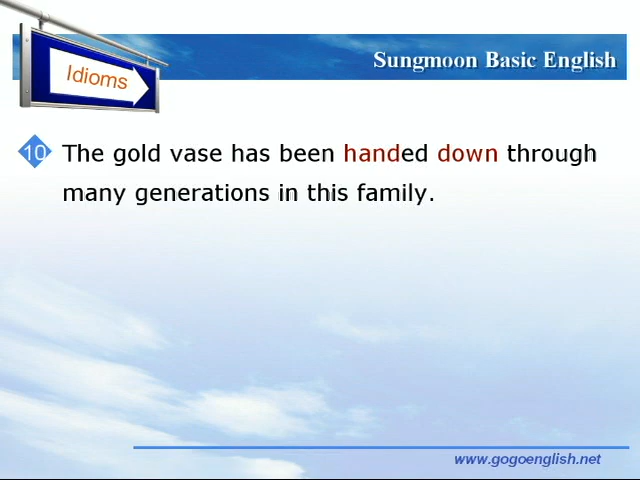 Idioms
Sungmoon Basic English
10 The gold vase has been handed down through
many generations in this family.
www.gogoenglish.net